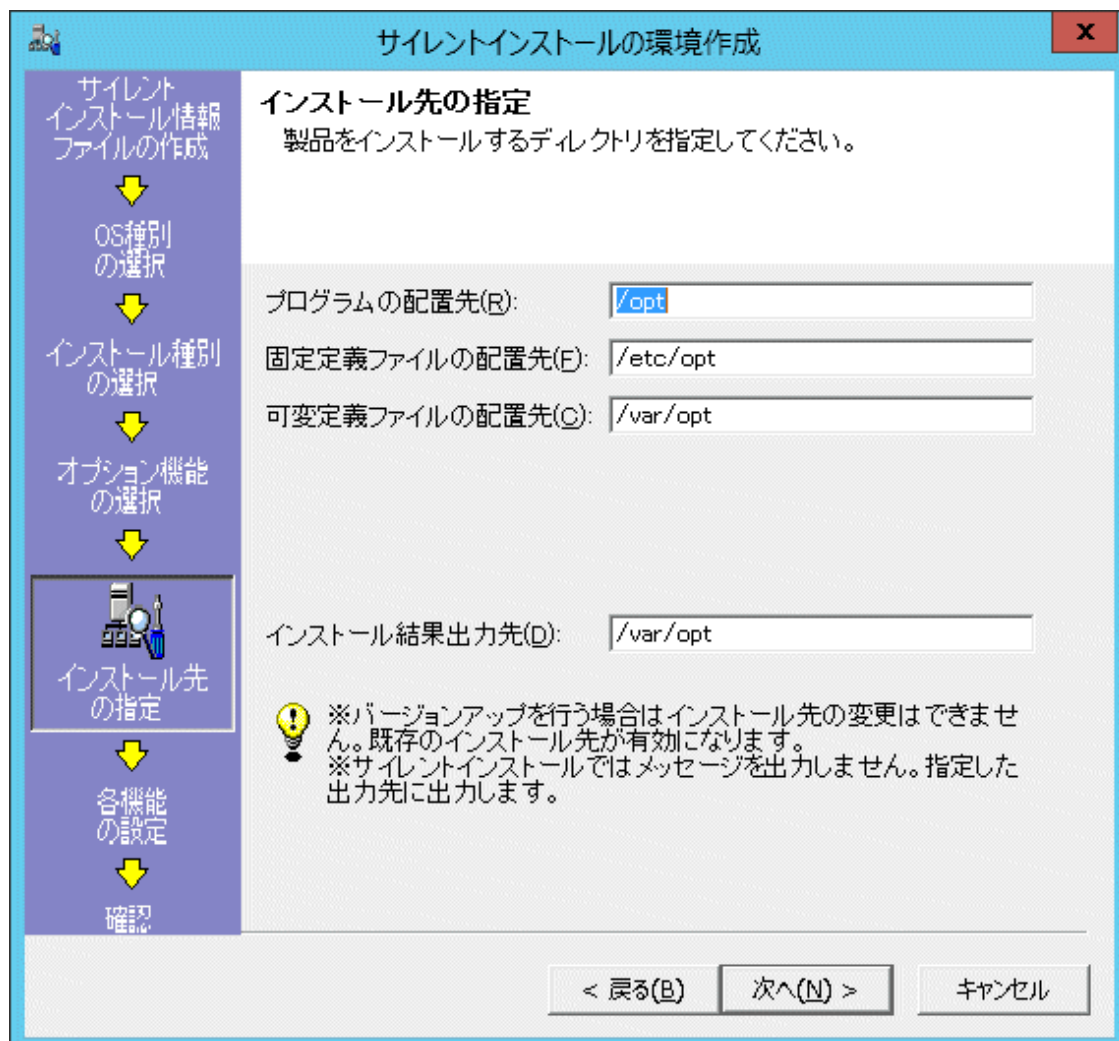 サイレントインストールの環境作成
x
サイレント
インストール情報
ファイルの作成
OS種別
の選択
インストール種別
の選択
オプション機能
の選択
インストール先
の指定
各機能
の設定
確認
インストール先の指定
製品をインストールするディレクトリを指定してください。
プログラムの配置先(R): /opt
固定定義ファイルの配置先(F): /etc/opt
可変定義ファイルの配置先(C): /var/opt
インストール結果出力先(D): /var/opt
※バージョンアップを行う場合はインストール先の変更はできませ
ん。既存のインストール先が有効になります。
※サイレントインストールではメッセージを出力しません。指定した
出力先に出力します。
< 戻る(B) 次へ(N) > キャンセル